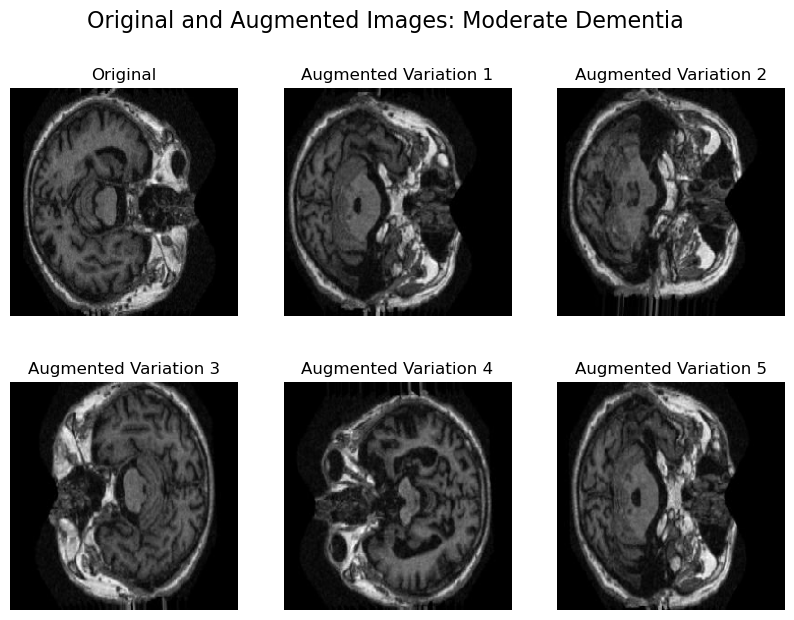 Original and Augmented Images: Moderate Dementia
Original
Augmented Variation 1
Augmented Variation 2
Augmented Variation 3
Augmented Variation 4
Augmented Variation 5